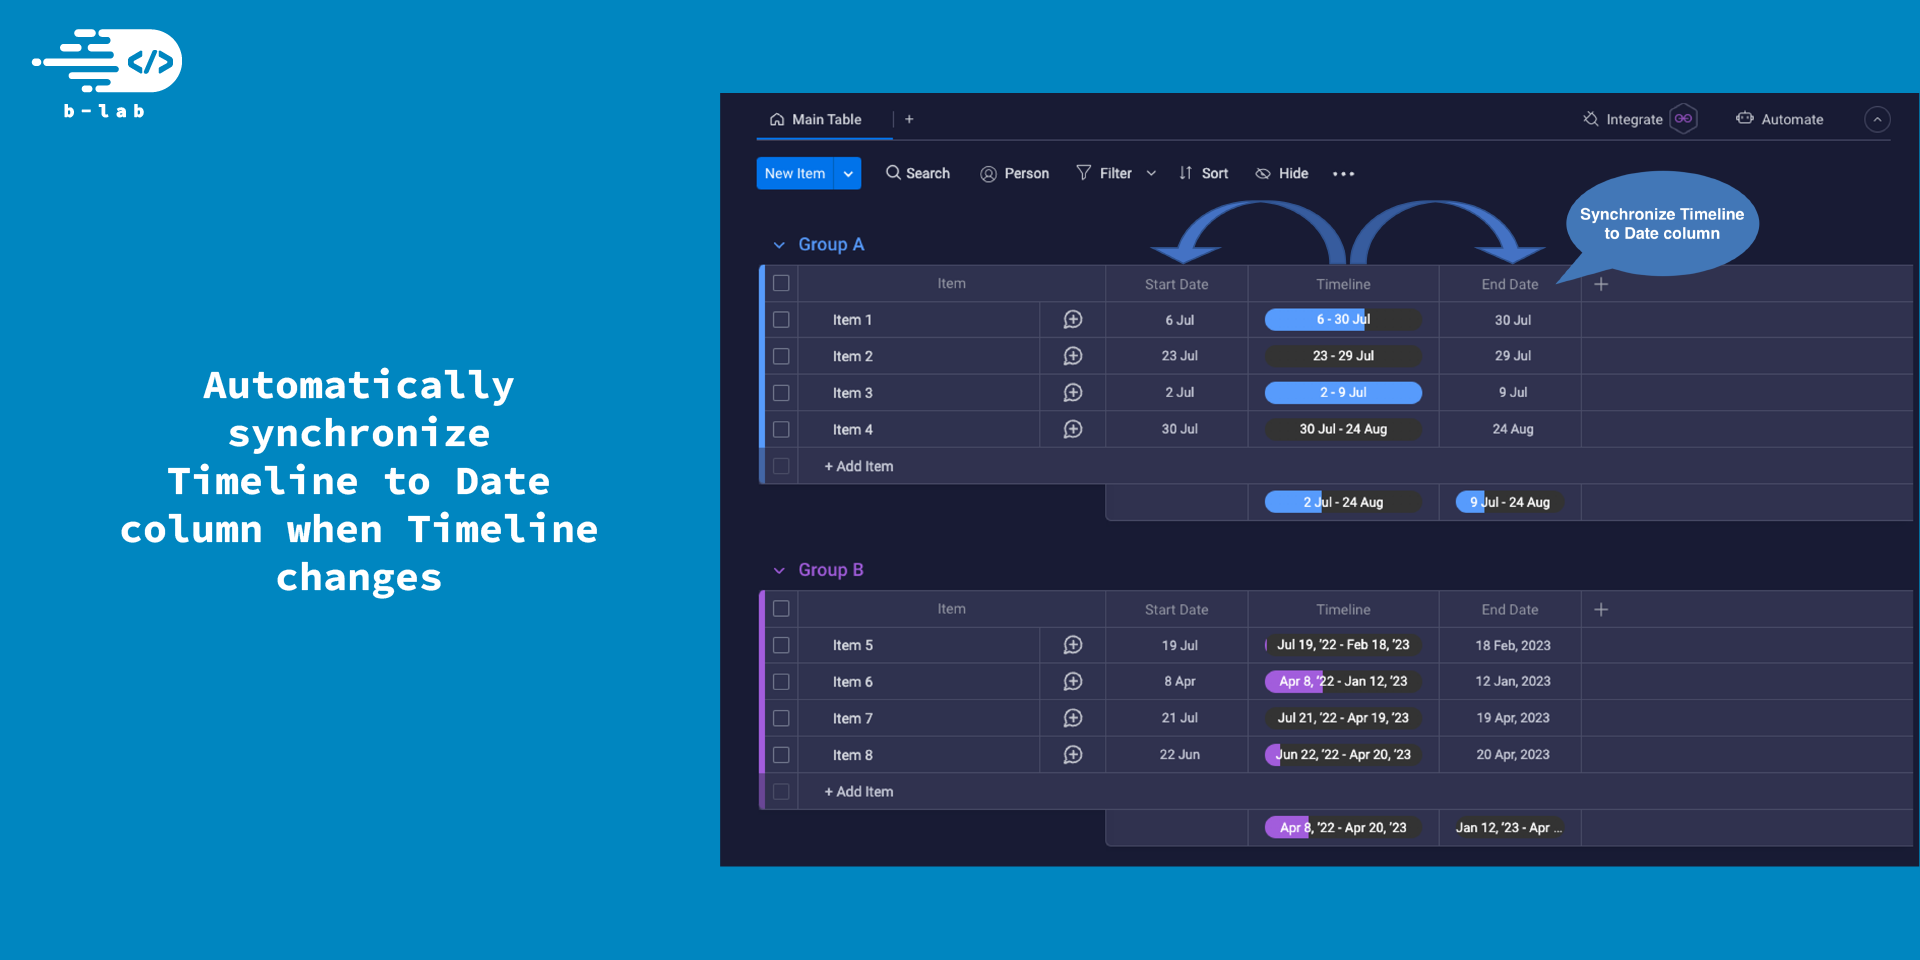 b-lab
Automatically
synchronize
Timeline to Date
column when Timeline
changes
Main Table +
Integrate Automate
New Item Search Person Filter Sort Hide
Synchronize Timeline
to Date column
Group A
Item Start Date Timeline End Date +
Item 1 6 Jul 6 - 30 Jul 30 Jul
Item 2 23 Jul 23 - 29 Jul 29 Jul
Item 3 2 Jul 2 - 9 Jul 9 Jul
Item 4 30 Jul 30 Jul - 24 Aug 24 Aug
+ Add Item
2 Jul - 24 Aug 9 Jul - 24 Aug
Group B
Item Start Date Timeline End Date +
Item 5 19 Jul Jul 19, '22 - Feb 18, '23 18 Feb, 2023
Item 6 8 Apr Apr 8, '22 - Jan 12, '23 12 Jan, 2023
Item 7 21 Jul Jul 21, '22 - Apr 19, '23 19 Apr, 2023
Item 8 22 Jun Jun 22, '22 - Apr 20, '23 20 Apr, 2023
+ Add Item
Apr 8, '22 - Apr 20, '23 Jan 12, '23 - Apr ...